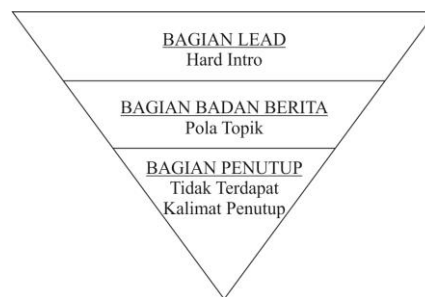 BAGIAN LEAD
Hard Intro
BAGIAN BADAN BERITA
Pola Topik
BAGIAN PENUTUP
Tidak Terdapat
Kalimat Penutup